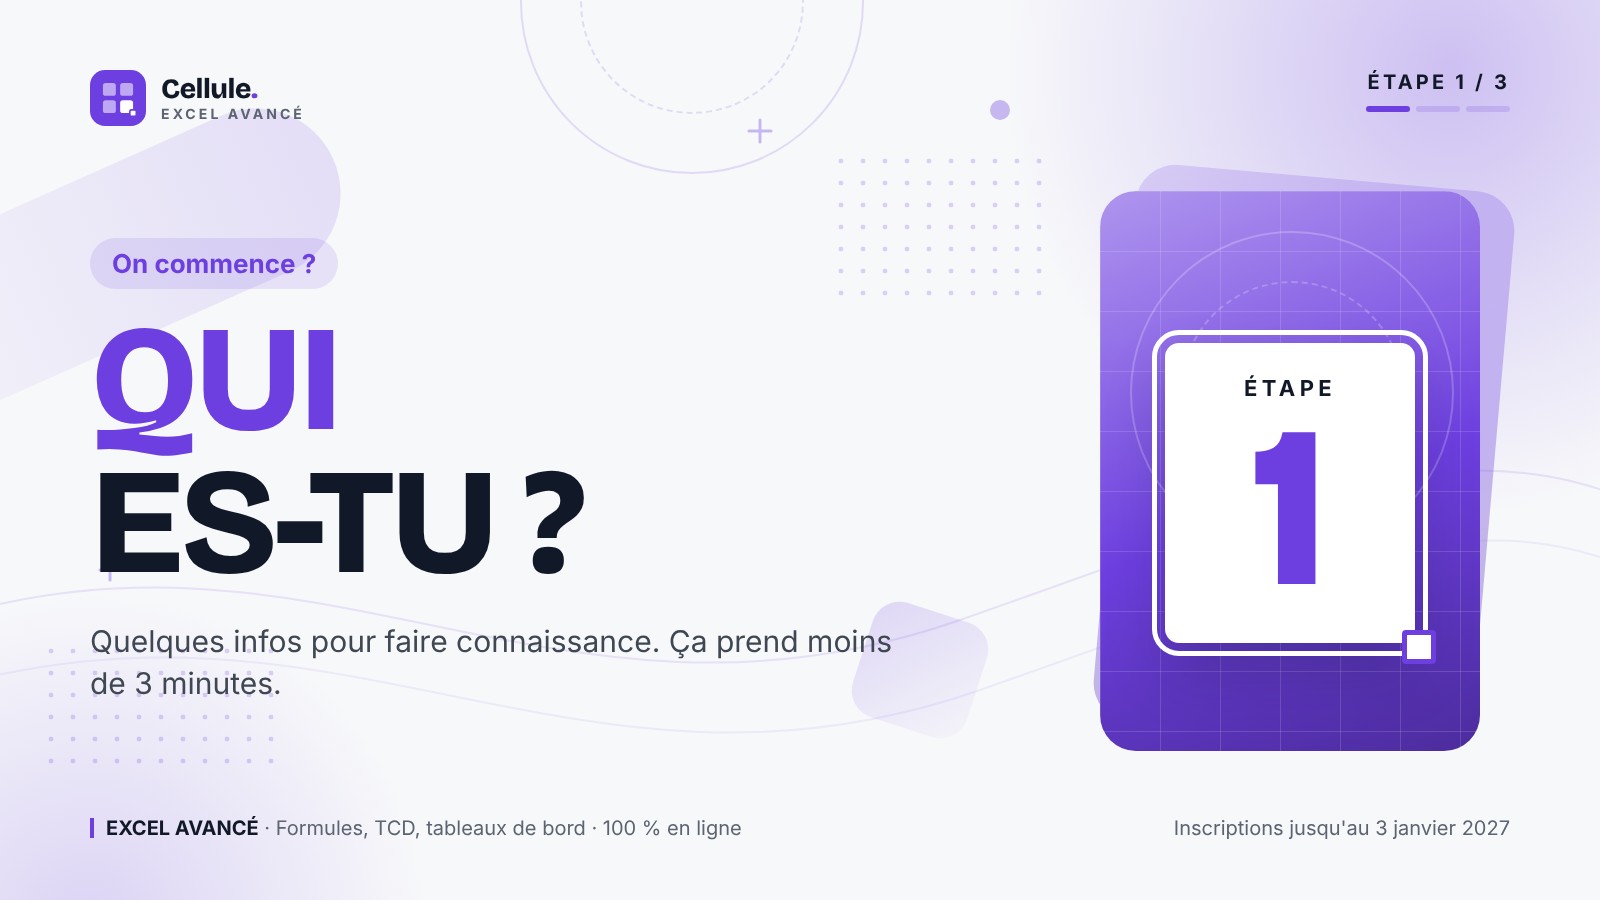 Cellule.
EXCEL AVANCÉ
ÉTAPE 1 / 3
On commence ?
QUI
ES-TU ?
Quelques infos pour faire connaissance. Ça prend moins
de 3 minutes.
ÉTAPE
1
EXCEL AVANCÉ · Formules, TCD, tableaux de bord · 100 % en ligne
Inscriptions jusqu'au 3 janvier 2027